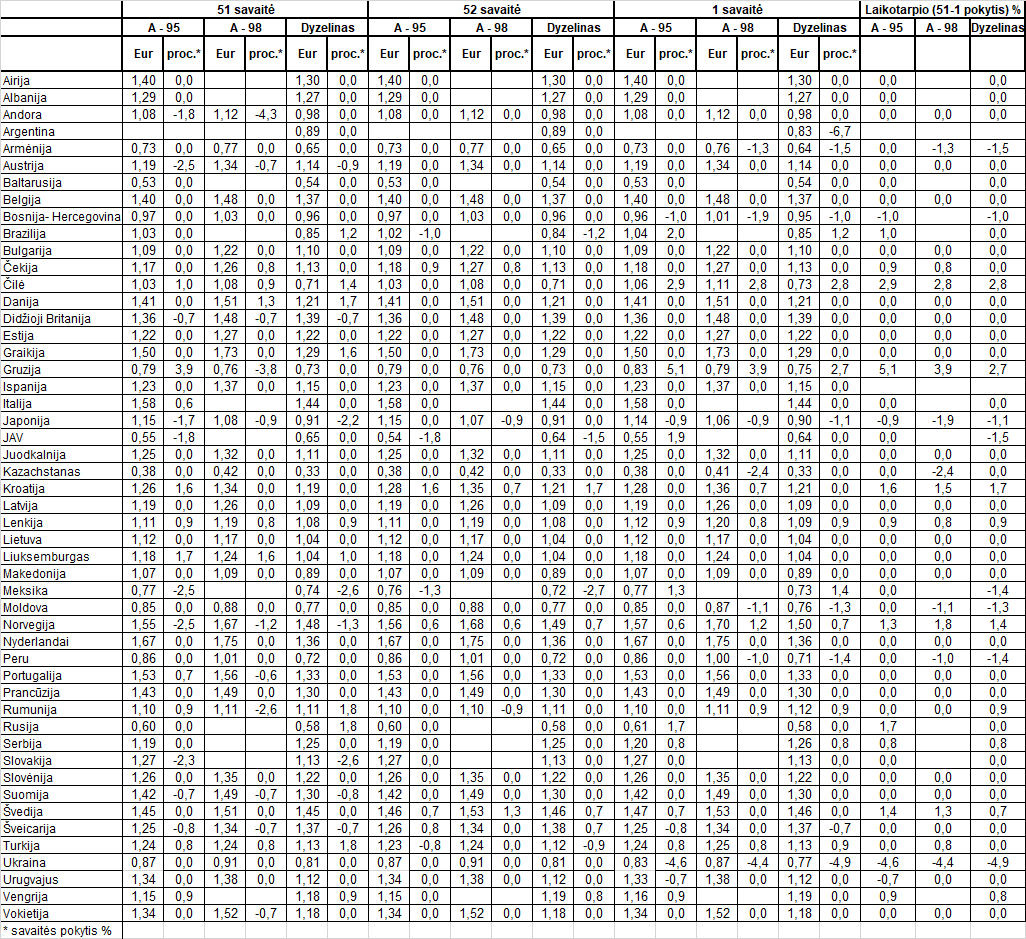 51 savaitė 52 savaitė 1 savaitė Laikotarpio (51-1 pokytis) %
A - 95 A - 98 Dyzelinas A - 95 A - 98 Dyzelinas A - 95 A - 98 Dyzelinas A - 95 A - 98 Dyzelinas
Eur proc.* Eur proc.* Eur proc.* Eur proc.* Eur proc.* Eur proc.* Eur proc.* Eur proc.* Eur proc.*
Airija 1,40 0,0 1,30 0,0 1,40 0,0 1,30 0,0 1,40 0,0 1,30 0,0 0,0 0,0
Albanija 1,29 0,0 1,27 0,0 1,29 0,0 1,27 0,0 1,29 0,0 1,27 0,0 0,0 0,0
Andora 1,08 -1,8 1,12 -4,3 0,98 0,0 1,08 0,0 1,12 0,0 0,98 0,0 1,08 0,0 1,12 0,0 0,98 0,0 0,0 0,0 0,0
Argentina 0,89 0,0 0,89 0,0 0,83 -6,7
Armėnija 0,73 0,0 0,77 0,0 0,65 0,0 0,73 0,0 0,77 0,0 0,65 0,0 0,73 0,0 0,76 -1,3 0,64 -1,5 0,0 -1,3 -1,5
Austrija 1,19 -2,5 1,34 -0,7 1,14 -0,9 1,19 0,0 1,34 0,0 1,14 0,0 1,19 0,0 1,34 0,0 1,14 0,0 0,0 0,0 0,0
Baltarusija 0,53 0,0 0,54 0,0 0,53 0,0 0,54 0,0 0,53 0,0 0,54 0,0 0,0 0,0
Belgija 1,40 0,0 1,48 0,0 1,37 0,0 1,40 0,0 1,48 0,0 1,37 0,0 1,40 0,0 1,48 0,0 1,37 0,0 0,0 0,0 0,0
Bosnija- Hercegovina 0,97 0,0 1,03 0,0 0,96 0,0 0,97 0,0 1,03 0,0 0,96 0,0 0,96 -1,0 1,01 -1,9 0,95 -1,0 -1,0 -1,0
Brazilija 1,03 0,0 0,85 1,2 1,02 -1,0 0,84 -1,2 1,04 2,0 0,85 1,2 1,0 0,0
Bulgarija 1,09 0,0 1,22 0,0 1,10 0,0 1,09 0,0 1,22 0,0 1,10 0,0 1,09 0,0 1,22 0,0 1,10 0,0 0,0 0,0 0,0
Čekija 1,17 0,0 1,26 0,8 1,13 0,0 1,18 0,9 1,27 0,8 1,13 0,0 1,18 0,0 1,27 0,0 1,13 0,0 0,9 0,8 0,0
Čilė 1,03 1,0 1,08 0,9 0,71 1,4 1,03 0,0 1,08 0,0 0,71 0,0 1,06 2,9 1,11 2,8 0,73 2,8 2,9 2,8 2,8
Danija 1,41 0,0 1,51 1,3 1,21 1,7 1,41 0,0 1,51 0,0 1,21 0,0 1,41 0,0 1,51 0,0 1,21 0,0 0,0 0,0 0,0
Didžioji Britanija 1,36 -0,7 1,48 -0,7 1,39 -0,7 1,36 0,0 1,48 0,0 1,39 0,0 1,36 0,0 1,48 0,0 1,39 0,0 0,0 0,0 0,0
Estija 1,22 0,0 1,27 0,0 1,22 0,0 1,22 0,0 1,27 0,0 1,22 0,0 1,22 0,0 1,27 0,0 1,22 0,0 0,0 0,0 0,0
Graikija 1,50 0,0 1,73 0,0 1,29 1,6 1,50 0,0 1,73 0,0 1,29 0,0 1,50 0,0 1,73 0,0 1,29 0,0 0,0 0,0 0,0
Gruzija 0,79 3,9 0,76 -3,8 0,73 0,0 0,79 0,0 0,76 0,0 0,73 0,0 0,83 5,1 0,79 3,9 0,75 2,7 5,1 3,9 2,7
Ispanija 1,23 0,0 1,37 0,0 1,15 0,0 1,23 0,0 1,37 0,0 1,15 0,0 1,23 0,0 1,37 0,0 1,15 0,0
Italija 1,58 0,6 1,44 0,0 1,58 0,0 1,44 0,0 1,58 0,0 1,44 0,0 0,0 0,0
Japonija 1,15 -1,7 1,08 -0,9 0,91 -2,2 1,15 0,0 1,07 -0,9 0,91 0,0 1,14 -0,9 1,06 -0,9 0,90 -1,1 -0,9 -1,9 -1,1
JAV 0,55 -1,8 0,65 0,0 0,54 -1,8 0,64 -1,5 0,55 1,9 0,64 0,0 0,0 -1,5
Juodkalnija 1,25 0,0 1,32 0,0 1,11 0,0 1,25 0,0 1,32 0,0 1,11 0,0 1,25 0,0 1,32 0,0 1,11 0,0 0,0 0,0 0,0
Kazachstanas 0,38 0,0 0,42 0,0 0,33 0,0 0,38 0,0 0,42 0,0 0,33 0,0 0,38 0,0 0,41 -2,4 0,33 0,0 0,0 -2,4 0,0
Kroatija 1,26 1,6 1,34 0,0 1,19 0,0 1,28 1,6 1,35 0,7 1,21 1,7 1,28 0,0 1,36 0,7 1,21 0,0 1,6 1,5 1,7
Latvija 1,19 0,0 1,26 0,0 1,09 0,0 1,19 0,0 1,26 0,0 1,09 0,0 1,19 0,0 1,26 0,0 1,09 0,0 0,0 0,0 0,0
Lenkija 1,11 0,9 1,19 0,8 1,08 0,9 1,11 0,0 1,19 0,0 1,08 0,0 1,12 0,9 1,20 0,8 1,09 0,9 0,9 0,8 0,9
Lietuva 1,12 0,0 1,17 0,0 1,04 0,0 1,12 0,0 1,17 0,0 1,04 0,0 1,12 0,0 1,17 0,0 1,04 0,0 0,0 0,0 0,0
Liuksemburgas 1,18 1,7 1,24 1,6 1,04 1,0 1,18 0,0 1,24 0,0 1,04 0,0 1,18 0,0 1,24 0,0 1,04 0,0 0,0 0,0 0,0
Makedonija 1,07 0,0 1,09 0,0 0,89 0,0 1,07 0,0 1,09 0,0 0,89 0,0 1,07 0,0 1,09 0,0 0,89 0,0 0,0 0,0 0,0
Meksika 0,77 -2,5 0,74 -2,6 0,76 -1,3 0,72 -2,7 0,77 1,3 0,73 1,4 0,0 -1,4
Moldova 0,85 0,0 0,88 0,0 0,77 0,0 0,85 0,0 0,88 0,0 0,77 0,0 0,85 0,0 0,87 -1,1 0,76 -1,3 0,0 -1,1 -1,3
Norvegija 1,55 -2,5 1,67 -1,2 1,48 -1,3 1,56 0,6 1,68 0,6 1,49 0,7 1,57 0,6 1,70 1,2 1,50 0,7 1,3 1,8 1,4
Nyderlandai 1,67 0,0 1,75 0,0 1,36 0,0 1,67 0,0 1,75 0,0 1,36 0,0 1,67 0,0 1,75 0,0 1,36 0,0 0,0 0,0 0,0
Peru 0,86 0,0 1,01 0,0 0,72 0,0 0,86 0,0 1,01 0,0 0,72 0,0 0,86 0,0 1,00 -1,0 0,71 -1,4 0,0 -1,0 -1,4
Portugalija 1,53 0,7 1,56 -0,6 1,33 0,0 1,53 0,0 1,56 0,0 1,33 0,0 1,53 0,0 1,56 0,0 1,33 0,0 0,0 0,0 0,0
Prancūzija 1,43 0,0 1,49 0,0 1,30 0,0 1,43 0,0 1,49 0,0 1,30 0,0 1,43 0,0 1,49 0,0 1,30 0,0 0,0 0,0 0,0
Rumunija 1,10 0,9 1,11 -2,6 1,11 1,8 1,10 0,0 1,10 -0,9 1,11 0,0 1,10 0,0 1,11 0,9 1,12 0,9 0,0 0,0 0,9
Rusija 0,60 0,0 0,58 1,8 0,60 0,0 0,58 0,0 0,61 1,7 0,58 0,0 1,7 0,0
Serbija 1,19 0,0 1,25 0,0 1,19 0,0 1,25 0,0 1,20 0,8 1,26 0,8 0,8 0,8
Slovakija 1,27 -2,3 1,13 -2,6 1,27 0,0 1,13 0,0 1,27 0,0 1,13 0,0 0,0 0,0
Slovėnija 1,26 0,0 1,35 0,0 1,22 0,0 1,26 0,0 1,35 0,0 1,22 0,0 1,26 0,0 1,35 0,0 1,22 0,0 0,0 0,0 0,0
Suomija 1,42 -0,7 1,49 -0,7 1,30 -0,8 1,42 0,0 1,49 0,0 1,30 0,0 1,42 0,0 1,49 0,0 1,30 0,0 0,0 0,0 0,0
Švedija 1,45 0,0 1,51 0,0 1,45 0,0 1,46 0,7 1,53 1,3 1,46 0,7 1,47 0,7 1,53 0,0 1,46 0,0 1,4 1,3 0,7
Šveicarija 1,25 -0,8 1,34 -0,7 1,37 -0,7 1,26 0,8 1,34 0,0 1,38 0,7 1,25 -0,8 1,34 0,0 1,37 -0,7 0,0 0,0 0,0
Turkija 1,24 0,8 1,24 0,8 1,13 1,8 1,23 -0,8 1,24 0,0 1,12 -0,9 1,24 0,8 1,25 0,8 1,13 0,9 0,0 0,8 0,0
Ukraina 0,87 0,0 0,91 0,0 0,81 0,0 0,87 0,0 0,91 0,0 0,81 0,0 0,83 -4,6 0,87 -4,4 0,77 -4,9 -4,6 -4,4 -4,9
Urugvajus 1,34 0,0 1,38 0,0 1,12 0,0 1,34 0,0 1,38 0,0 1,12 0,0 1,33 -0,7 1,38 0,0 1,12 0,0 -0,7 0,0 0,0
Vengrija 1,15 0,9 1,18 0,9 1,15 0,0 1,19 0,8 1,16 0,9 1,19 0,0 0,9 0,8
Vokietija 1,34 0,0 1,52 -0,7 1,18 0,0 1,34 0,0 1,52 0,0 1,18 0,0 1,34 0,0 1,52 0,0 1,18 0,0 0,0 0,0 0,0
* savaitės pokytis %